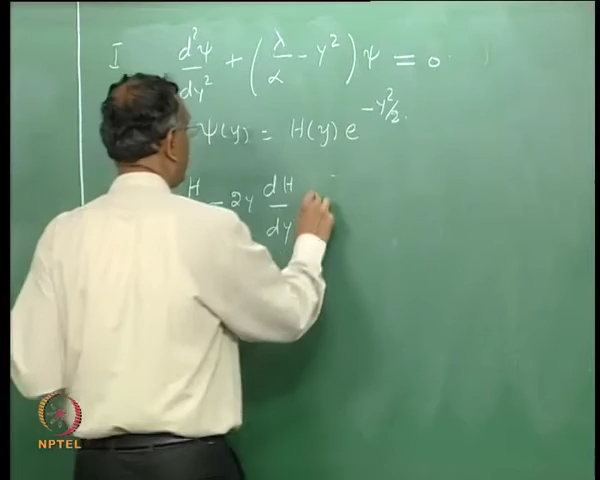 I d²ψ/dy² + (λ/α - y²) ψ = 0
ψ(y) = H(y) e^(-y²/2).
H - 2y dH/dy
NPTEL